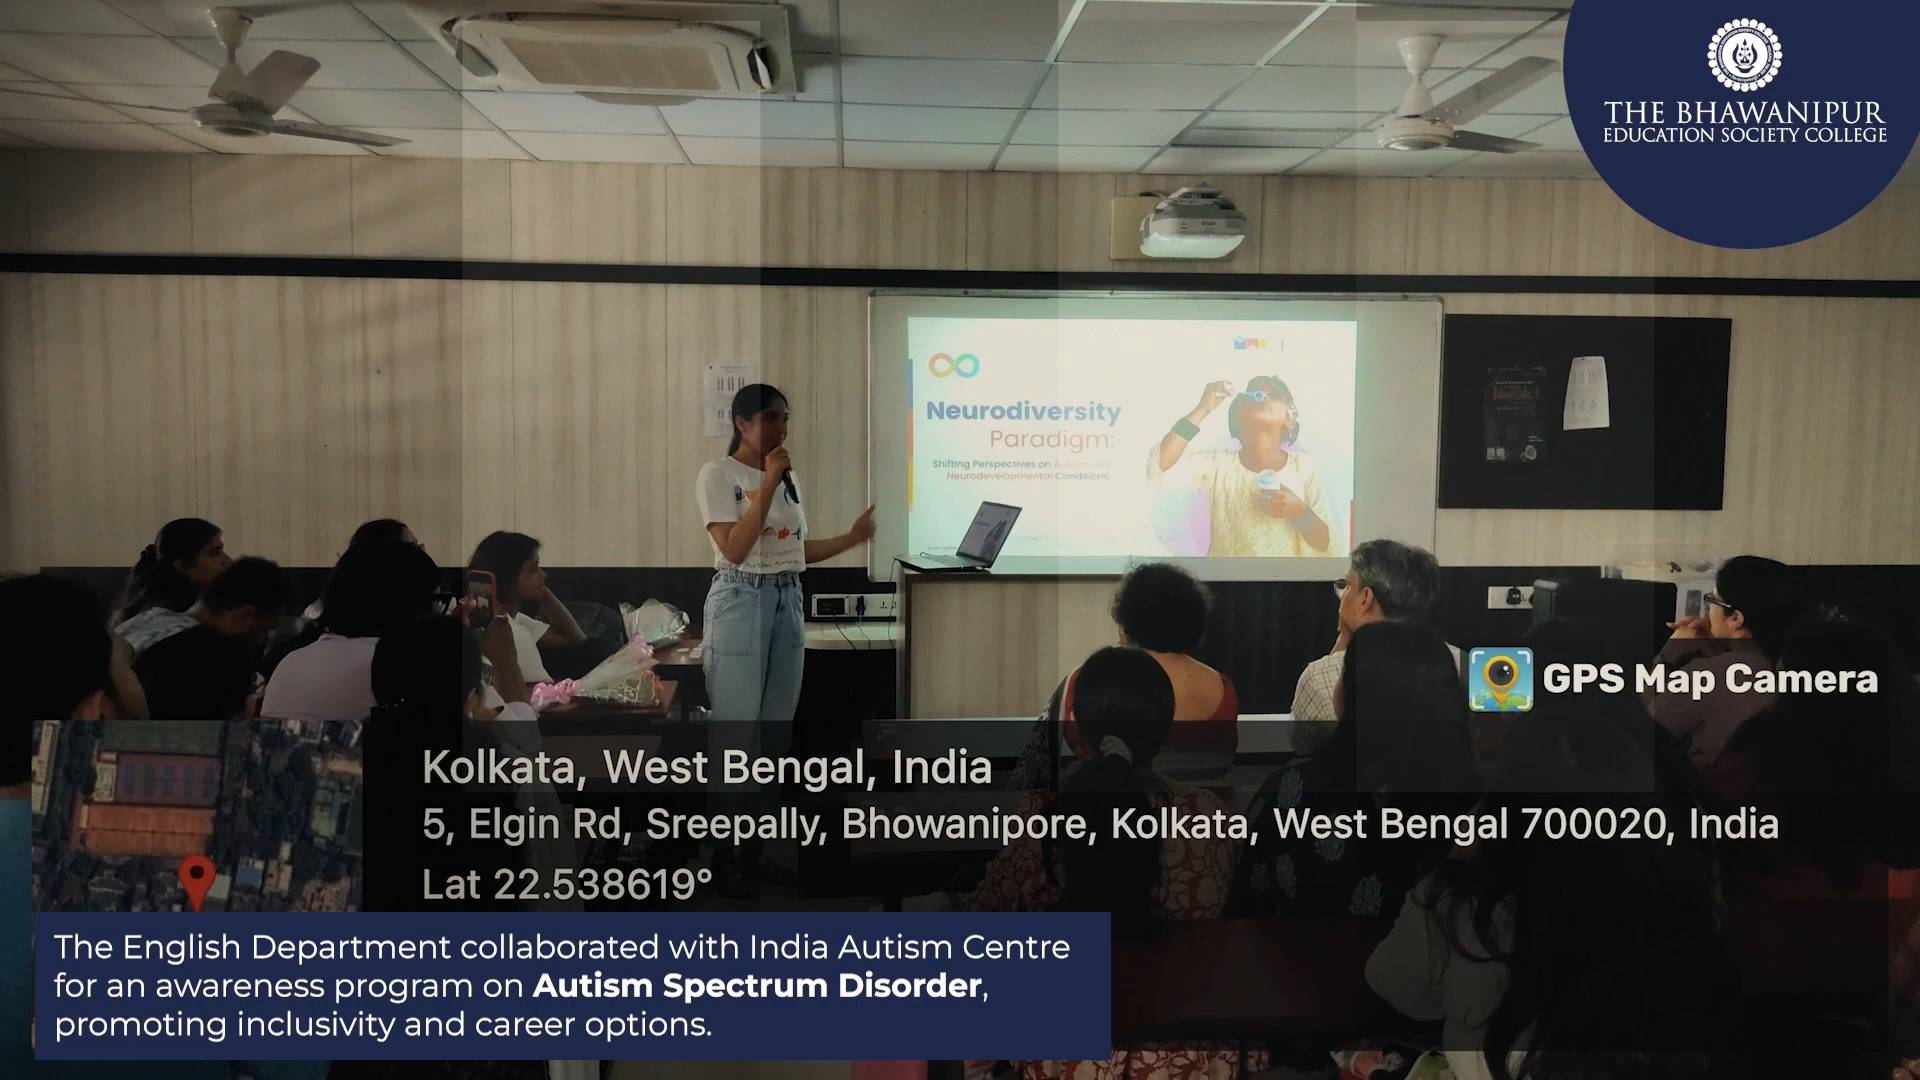 THE BHAWANIPUR
EDUCATION SOCIETY COLLEGE
Neurodiversity
Paradigm:
Shifting Perspectives on Autism and
Neurodevelopmental Conditions
GPS Map Camera
Kolkata, West Bengal, India
5, Elgin Rd, Sreepally, Bhowanipore, Kolkata, West Bengal 700020, India
Lat 22.538619°
The English Department collaborated with India Autism Centre
for an awareness program on Autism Spectrum Disorder,
promoting inclusivity and career options.